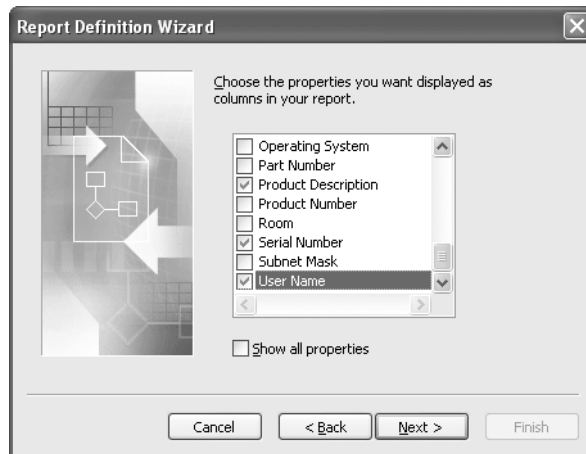 Report Definition Wizard
Choose the properties you want displayed as
columns in your report.
Operating System
Part Number
Product Description
Product Number
Room
Serial Number
Subnet Mask
User Name
Show all properties
Cancel
< Back
Next >
Finish